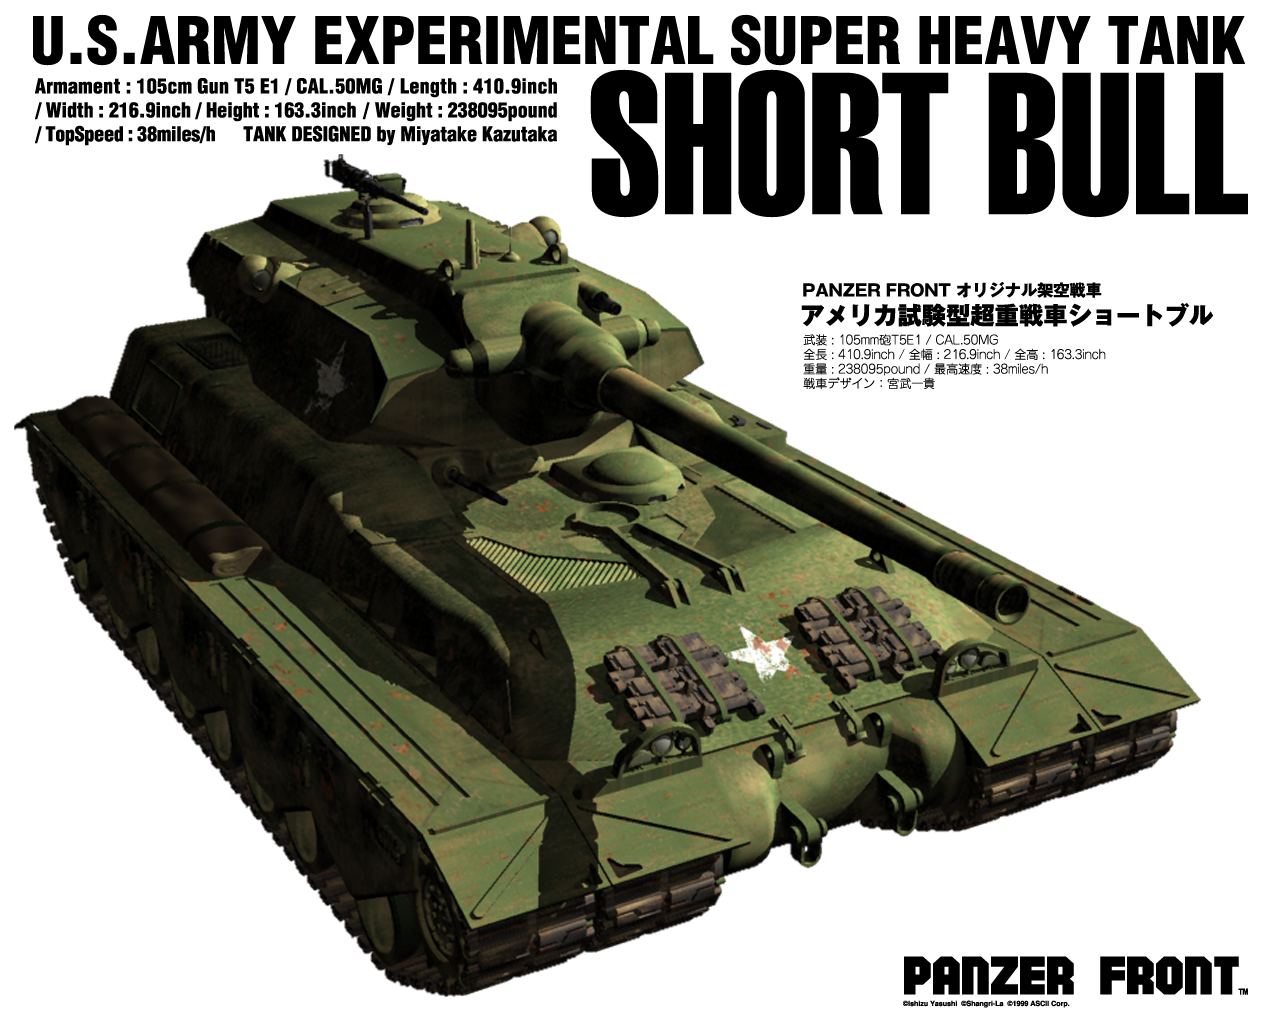 U.S.ARMY EXPERIMENTAL SUPER HEAVY TANK
SHORT BULL
Armament : 105cm Gun T5 E1 / CAL.50MG / Length : 410.9inch
/ Width : 216.9inch / Height : 163.3inch / Weight : 238095pound
/ TopSpeed : 38miles/h TANK DESIGNED by Miyatake Kazutaka
PANZER FRONT オリジナル架空戦車
アメリカ試験型超重戦車ショートブル
武装 : 105mm砲T5E1 / CAL.50MG
全長 : 410.9inch / 全幅 : 216.9inch / 全高 : 163.3inch
重量 : 238095pound / 最高速度 : 38miles/h
戦車デザイン : 宮武一貴
PANZER FRONT™
©Ishizu Yasushi ©Shangri-La ©1999 ASCII Corp.